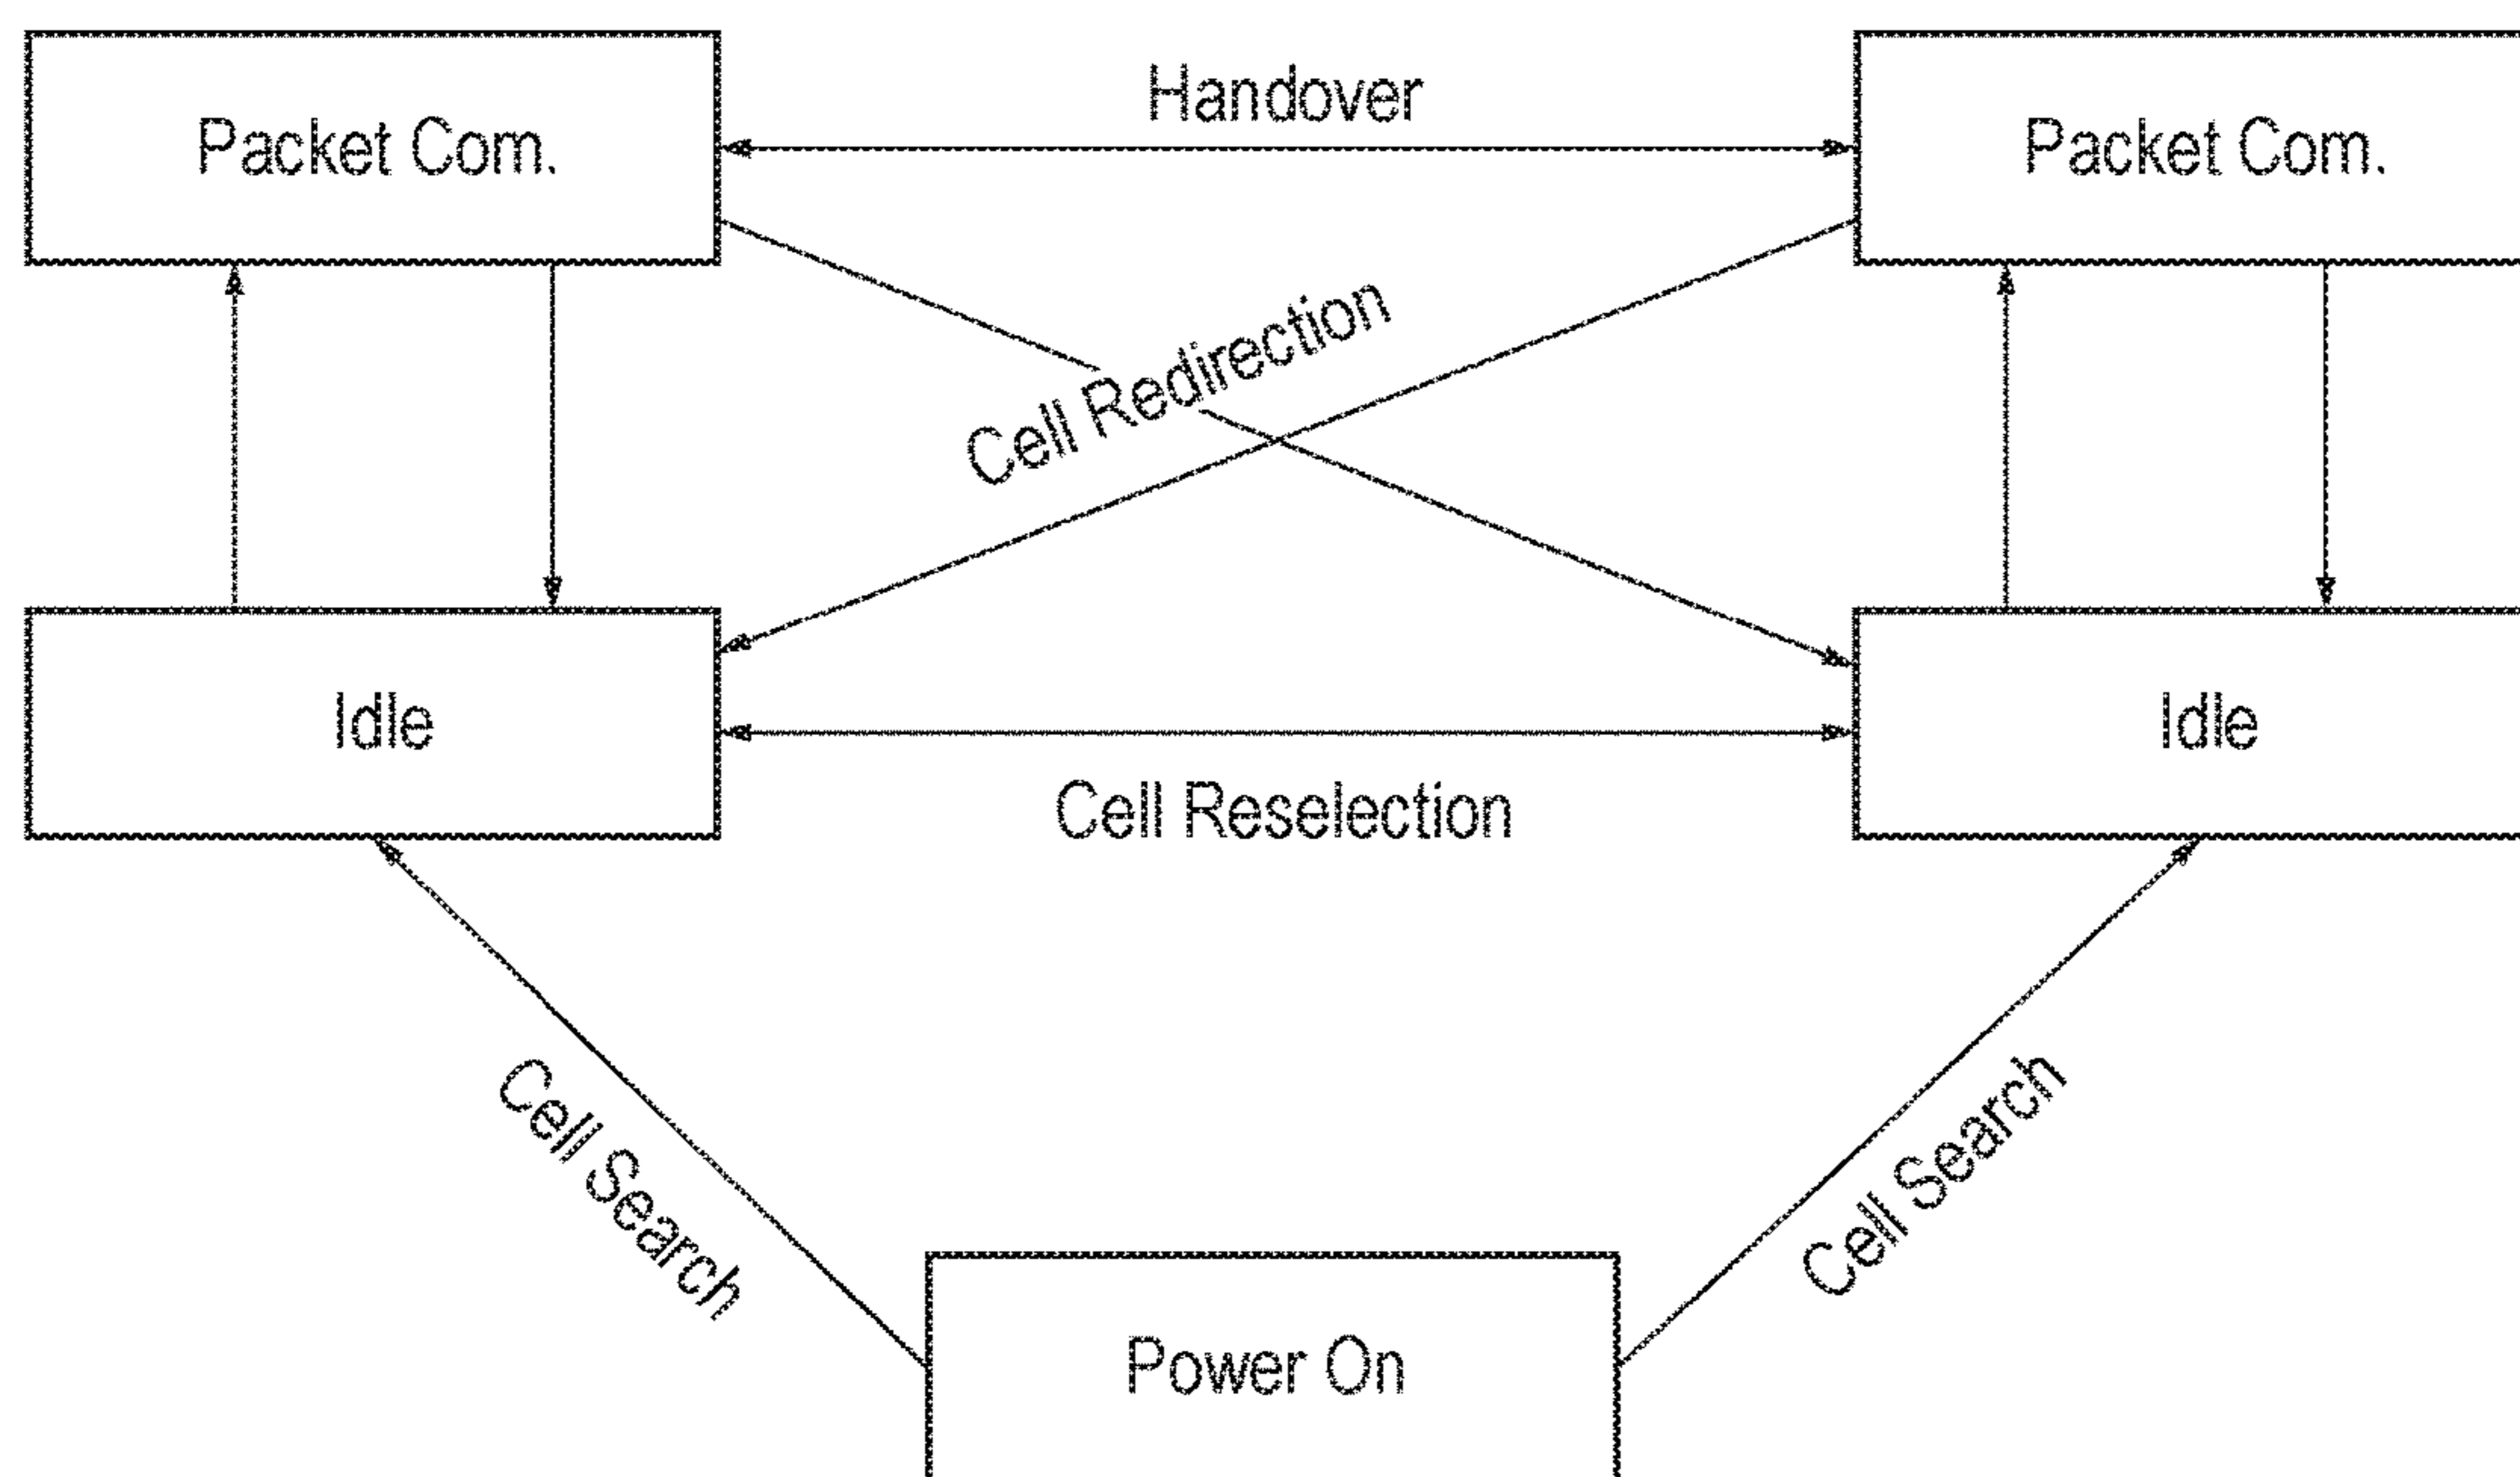 Handover
Packet Com.
Packet Com.
Cell Redirection
Idle
Idle
Cell Reselection
Cell Search
Cell Search
Power On